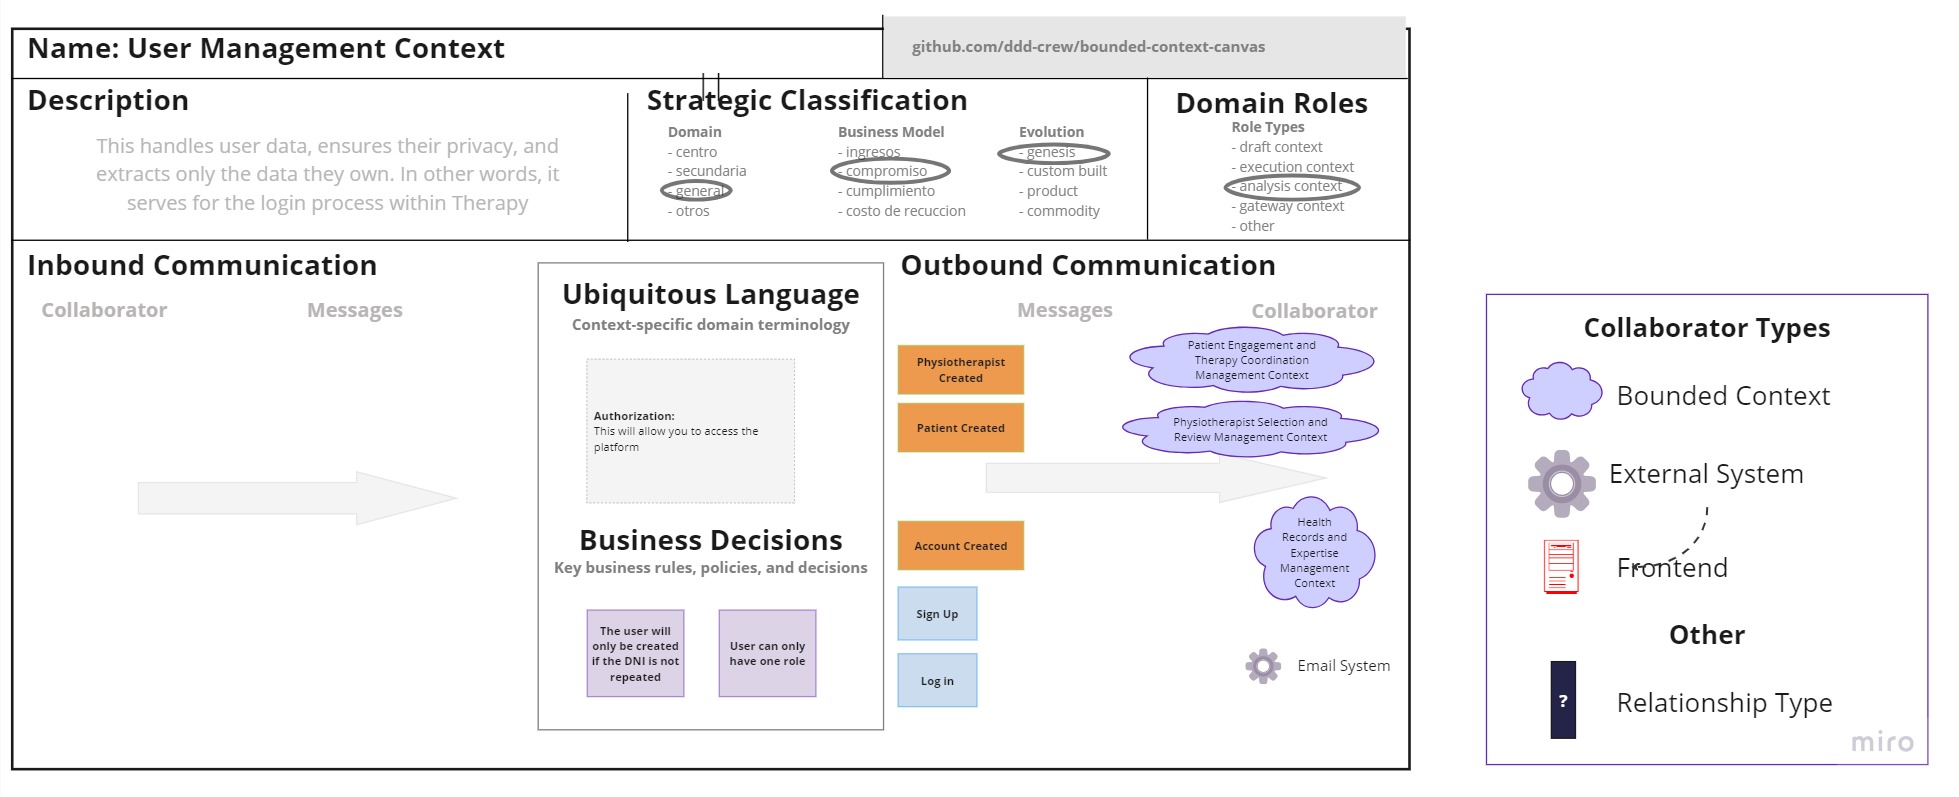 Name: User Management Context
github.com/ddd-crew/bounded-context-canvas
Description
This handles user data, ensures their privacy, and
extracts only the data they own. In other words, it
serves for the login process within Therapy
Strategic Classification
Domain
- centro
- secundaria
- general
- otros
Business Model
- ingresos
- compromiso
- cumplimiento
- costo de recuccion
Evolution
- genesis
- custom built
- product
- commodity
Domain Roles
Role Types
- draft context
- execution context
- analysis context
- gateway context
- other
Inbound Communication
Collaborator
Messages
Ubiquitous Language
Context-specific domain terminology
Authorization:
This will allow you to access the
platform
Business Decisions
Key business rules, policies, and decisions
The user will
only be created
if the DNI is not
repeated
User can only
have one role
Outbound Communication
Messages
Collaborator
Physiotherapist
Created
Patient Created
Account Created
Sign Up
Log in
Patient Engagement and
Therapy Coordination
Management Context
Physiotherapist Selection and
Review Management Context
Health
Records and
Expertise
Management
Context
Email System
Collaborator Types
Bounded Context
External System
Frontend
Other
?
Relationship Type
miro